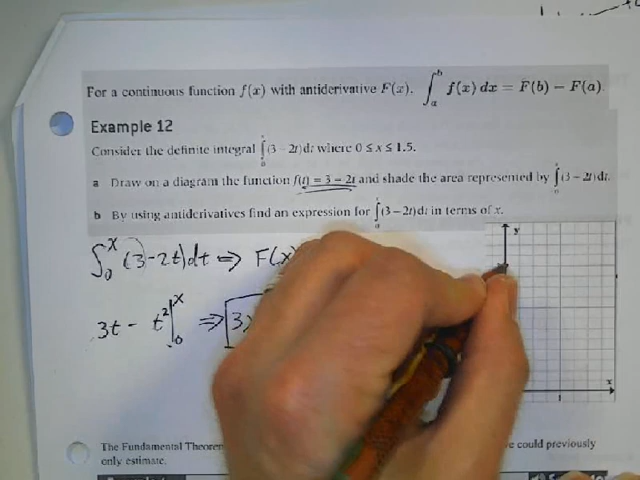 For a continuous function f(x) with antiderivative F(x), ∫_a^b f(x) dx = F(b) − F(a).
Example 12
Consider the definite integral ∫_0^x (3 − 2t)dt where 0 ≤ x ≤ 1.5.
a Draw on a diagram the function f(t) = 3 − 2t and shade the area represented by ∫_0^x (3 − 2t)dt.
b By using antiderivatives find an expression for ∫_0^x (3 − 2t)dt in terms of x.
y
∫_0^x (3-2t)dt ⇒ F(x)
3t - t²|_0^x ⇒ 3x
x
1
The Fundamental Theorem
e could previously
only estimate.